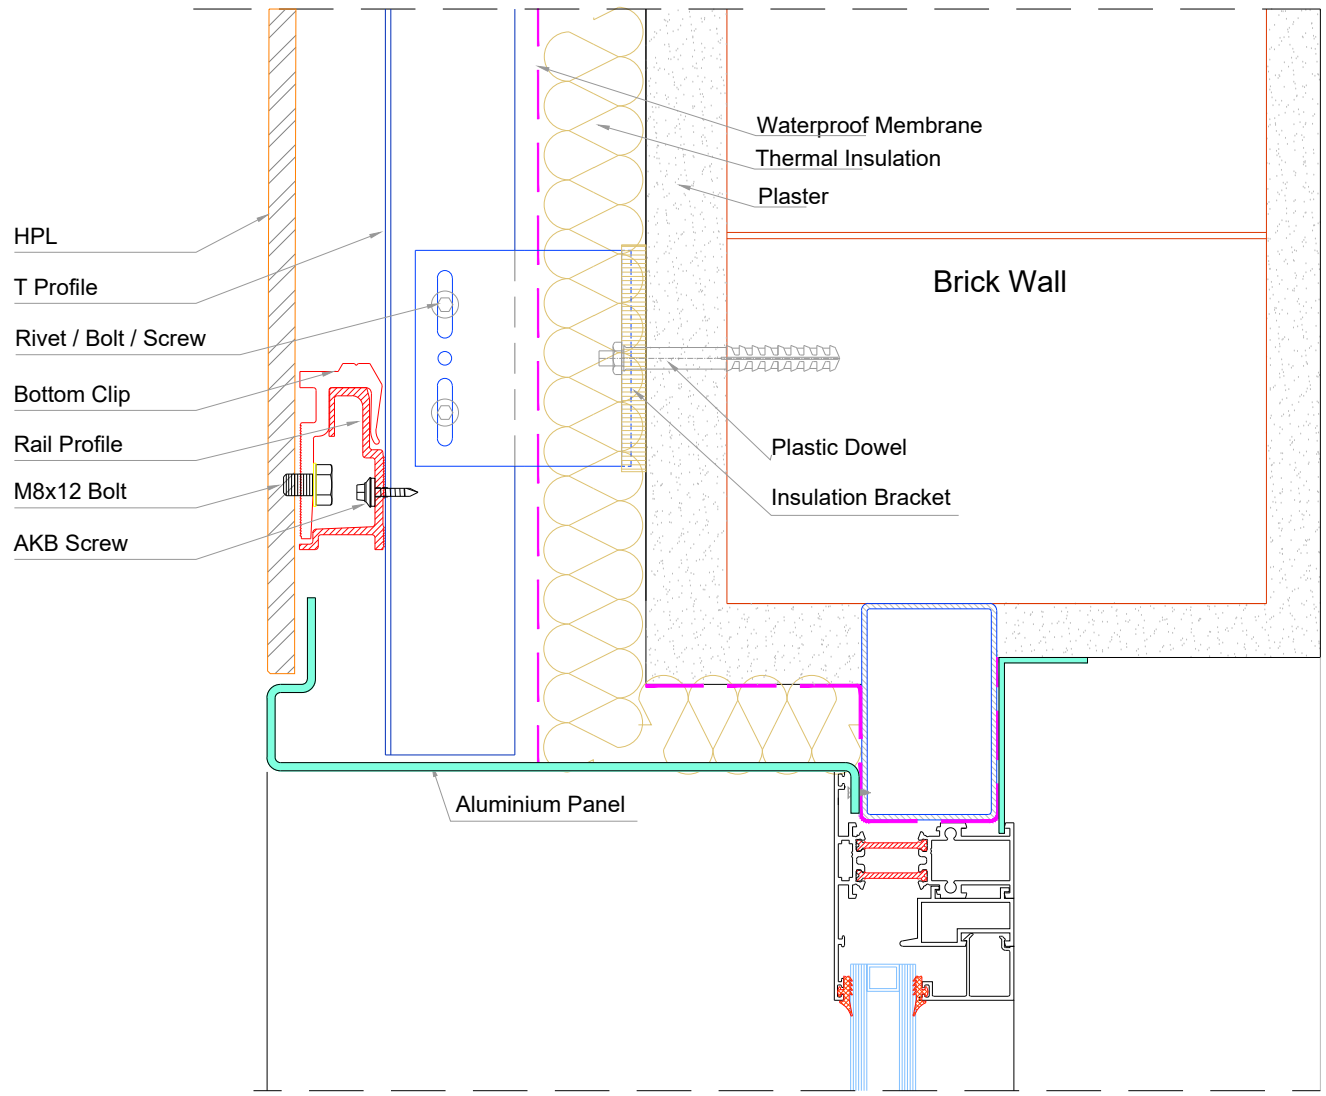 Waterproof Membrane
Thermal Insulation
Plaster
HPL
T Profile
Rivet / Bolt / Screw
Bottom Clip
Rail Profile
M8x12 Bolt
AKB Screw
Brick Wall
Plastic Dowel
Insulation Bracket
Aluminium Panel